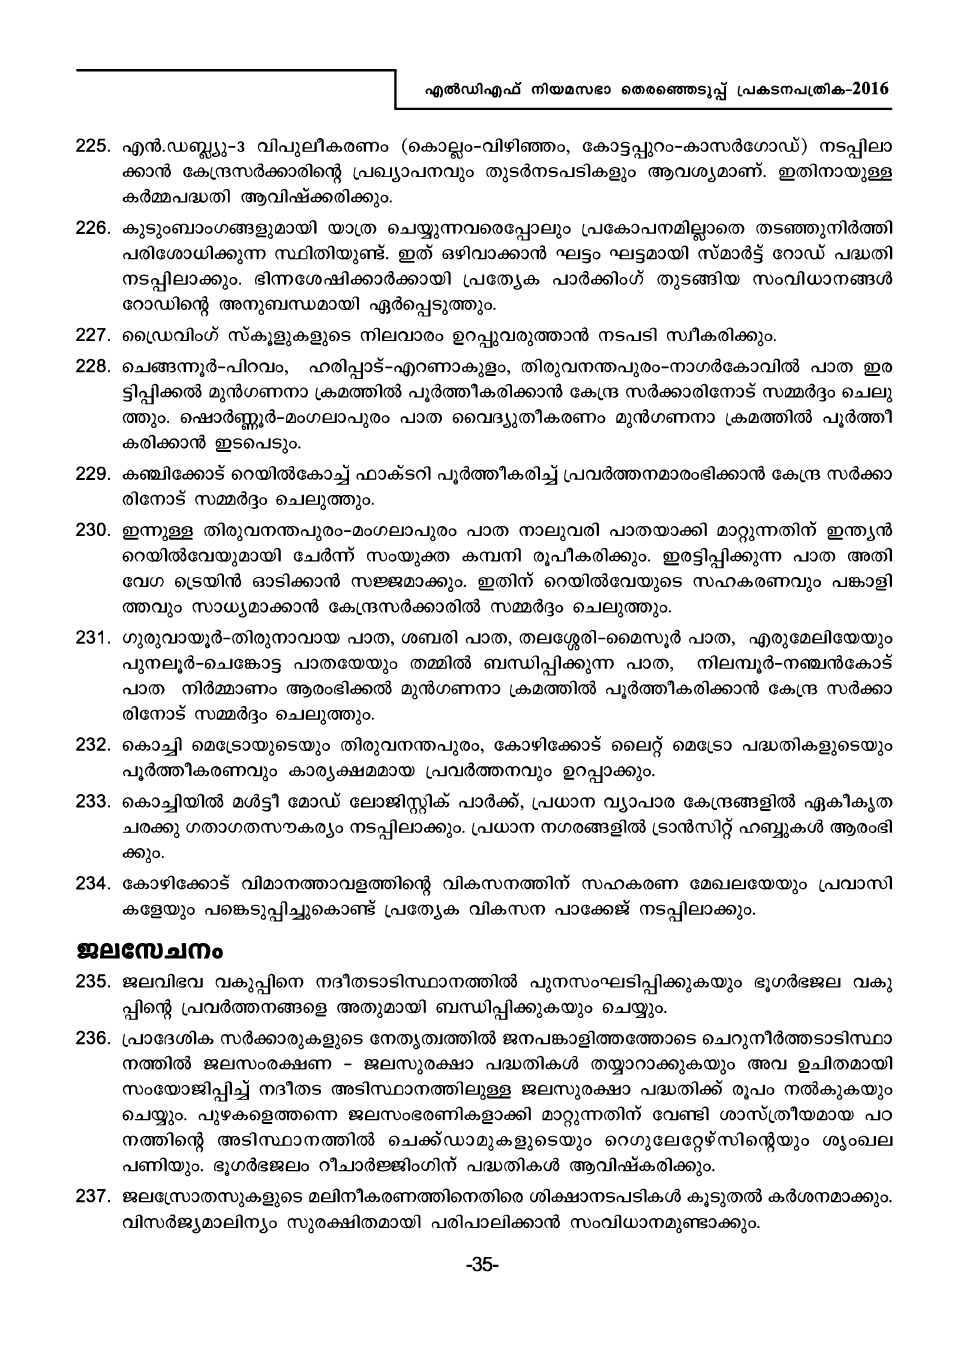 എൽഡിഎഫ് നിയമസഭാ തെരഞ്ഞെടുപ്പ് പ്രകടനപത്രിക-2016
225. എൻ.ഡബ്ല്യു-3 വിപുലീകരണം (കൊല്ലം-വിഴിഞ്ഞം, കോട്ടപ്പുറം-കാസർഗോഡ്) നടപ്പിലാ
ക്കാൻ കേന്ദ്രസർക്കാരിന്റെ പ്രഖ്യാപനവും തുടർനടപടികളും ആവശ്യമാണ്. ഇതിനായുള്ള
കർമ്മപദ്ധതി ആവിഷ്ക്കരിക്കും.
226. കുടുംബാംഗങ്ങളുമായി യാത്ര ചെയ്യുന്നവരെപ്പോലും പ്രകോപനമില്ലാതെ തടഞ്ഞുനിർത്തി
പരിശോധിക്കുന്ന സ്ഥിതിയുണ്ട്. ഇത് ഒഴിവാക്കാൻ ഘട്ടം ഘട്ടമായി സ്മാർട്ട് റോഡ് പദ്ധതി
നടപ്പിലാക്കും. ഭിന്നശേഷിക്കാർക്കായി പ്രത്യേക പാർക്കിംഗ് തുടങ്ങിയ സംവിധാനങ്ങൾ
റോഡിന്റെ അനുബന്ധമായി ഏർപ്പെടുത്തും.
227. ഡ്രൈവിംഗ് സ്കൂളുകളുടെ നിലവാരം ഉറപ്പുവരുത്താൻ നടപടി സ്വീകരിക്കും.
228. ചെങ്ങന്നൂർ-പിറവം, ഹരിപ്പാട്-എറണാകുളം, തിരുവനന്തപുരം-നാഗർകോവിൽ പാത ഇര
ട്ടിപ്പിക്കൽ മുൻഗണനാ ക്രമത്തിൽ പൂർത്തീകരിക്കാൻ കേന്ദ്ര സർക്കാരിനോട് സമ്മർദ്ദം ചെലു
ത്തും. ഷൊർണ്ണൂർ-മംഗലാപുരം പാത വൈദ്യുതീകരണം മുൻഗണനാ ക്രമത്തിൽ പൂർത്തീ
കരിക്കാൻ ഇടപെടും.
229. കഞ്ചിക്കോട് റെയിൽകോച്ച് ഫാക്ടറി പൂർത്തീകരിച്ച് പ്രവർത്തനമാരംഭിക്കാൻ കേന്ദ്ര സർക്കാ
രിനോട് സമ്മർദ്ദം ചെലുത്തും.
230. ഇന്നുള്ള തിരുവനന്തപുരം-മംഗലാപുരം പാത നാലുവരി പാതയാക്കി മാറ്റുന്നതിന് ഇന്ത്യൻ
റെയിൽവേയുമായി ചേർന്ന് സംയുക്ത കമ്പനി രൂപീകരിക്കും. ഇരട്ടിപ്പിക്കുന്ന പാത അതി
വേഗ ട്രെയിൻ ഓടിക്കാൻ സജ്ജമാക്കും. ഇതിന് റെയിൽവേയുടെ സഹകരണവും പങ്കാളി
ത്തവും സാധ്യമാക്കാൻ കേന്ദ്രസർക്കാരിൽ സമ്മർദ്ദം ചെലുത്തും.
231. ഗുരുവായൂർ-തിരുനാവായ പാത, ശബരി പാത, തലശ്ശേരി-മൈസൂർ പാത, എരുമേലിയേയും
പുനലൂർ-ചെങ്കോട്ട പാതയേയും തമ്മിൽ ബന്ധിപ്പിക്കുന്ന പാത, നിലമ്പൂർ-നഞ്ചൻകോട്
പാത നിർമ്മാണം ആരംഭിക്കൽ മുൻഗണനാ ക്രമത്തിൽ പൂർത്തീകരിക്കാൻ കേന്ദ്ര സർക്കാ
രിനോട് സമ്മർദ്ദം ചെലുത്തും.
232. കൊച്ചി മെട്രോയുടെയും തിരുവനന്തപുരം, കോഴിക്കോട് ലൈറ്റ് മെട്രോ പദ്ധതികളുടെയും
പൂർത്തീകരണവും കാര്യക്ഷമമായ പ്രവർത്തനവും ഉറപ്പാക്കും.
233. കൊച്ചിയിൽ മൾട്ടീ മോഡ് ലോജിസ്റ്റിക് പാർക്ക്, പ്രധാന വ്യാപാര കേന്ദ്രങ്ങളിൽ ഏകീകൃത
ചരക്കു ഗതാഗതസൗകര്യം നടപ്പിലാക്കും. പ്രധാന നഗരങ്ങളിൽ ട്രാൻസിറ്റ് ഹബ്ബുകൾ ആരംഭി
ക്കും.
234. കോഴിക്കോട് വിമാനത്താവളത്തിന്റെ വികസനത്തിന് സഹകരണ മേഖലയേയും പ്രവാസി
കളേയും പങ്കെടുപ്പിച്ചുകൊണ്ട് പ്രത്യേക വികസന പാക്കേജ് നടപ്പിലാക്കും.
ജലസേചനം
235. ജലവിഭവ വകുപ്പിനെ നദീതടാടിസ്ഥാനത്തിൽ പുനസംഘടിപ്പിക്കുകയും ഭൂഗർഭജല വകു
പ്പിന്റെ പ്രവർത്തനങ്ങളെ അതുമായി ബന്ധിപ്പിക്കുകയും ചെയ്യും.
236. പ്രാദേശിക സർക്കാരുകളുടെ നേതൃത്വത്തിൽ ജനപങ്കാളിത്തത്തോടെ ചെറുനീർത്തടാടിസ്ഥാ
നത്തിൽ ജലസംരക്ഷണ - ജലസുരക്ഷാ പദ്ധതികൾ തയ്യാറാക്കുകയും അവ ഉചിതമായി
സംയോജിപ്പിച്ച് നദീതട അടിസ്ഥാനത്തിലുള്ള ജലസുരക്ഷാ പദ്ധതിക്ക് രൂപം നൽകുകയും
ചെയ്യും. പുഴകളെത്തന്നെ ജലസംഭരണികളാക്കി മാറ്റുന്നതിന് വേണ്ടി ശാസ്ത്രീയമായ പഠ
നത്തിന്റെ അടിസ്ഥാനത്തിൽ ചെക്ക്ഡാമുകളുടെയും റെഗുലേറ്റേഴ്സിന്റെയും ശൃംഖല
പണിയും. ഭൂഗർഭജലം റീചാർജ്ജിംഗിന് പദ്ധതികൾ ആവിഷ്കരിക്കും.
237. ജലസ്രോതസുകളുടെ മലിനീകരണത്തിനെതിരെ ശിക്ഷാനടപടികൾ കൂടുതൽ കർശനമാക്കും.
വിസർജ്യമാലിന്യം സുരക്ഷിതമായി പരിപാലിക്കാൻ സംവിധാനമുണ്ടാക്കും.
-35-